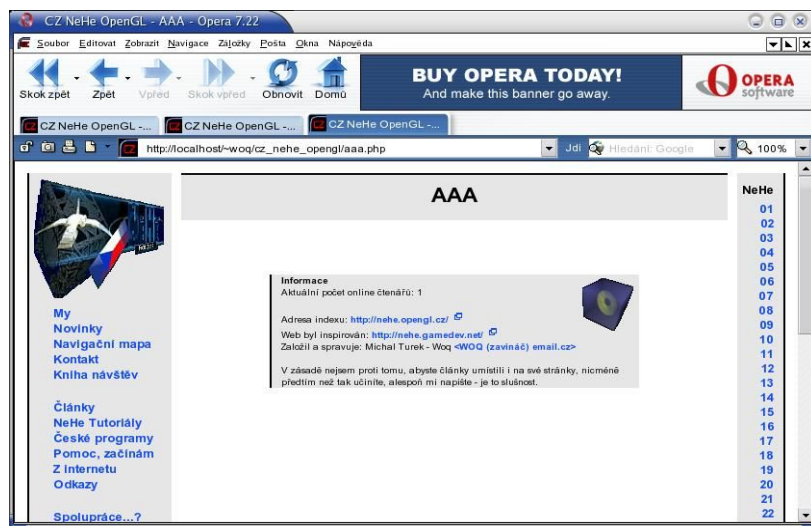 CZ NeHe OpenGL - AAA - Opera 7.22
Soubor Editovat Zobrazit Navigace Záložky Pošta Okna Nápověda
Skok zpět Zpět Vpřed Skok vpřed Obnovit Domů
BUY OPERA TODAY!
And make this banner go away.
OPERA
software
CZ NeHe OpenGL -... CZ NeHe OpenGL -... CZ NeHe OpenGL -...
http://localhost/~woq/cz_nehe_opengl/aaa.php Jdi Hledání: Google 100%
AAA
My
Novinky
Navigační mapa
Kontakt
Kniha návštěv
Články
NeHe Tutoriály
České programy
Pomoc, začínám
Z internetu
Odkazy
Spolupráce...?
Informace
Aktuální počet online čtenářů: 1
Adresa indexu: http://nehe.opengl.cz/
Web byl inspirován: http://nehe.gamedev.net/
Založil a spravuje: Michal Turek - Woq <WOQ (zavináč) email.cz>
V zásadě nejsem proti tomu, abyste články umístili i na své stránky, nicméně
předtím než tak učiníte, alespoň mi napište - je to slušnost.
NeHe
01
02
03
04
05
06
07
08
09
10
11
12
13
14
15
16
17
18
19
20
21
22